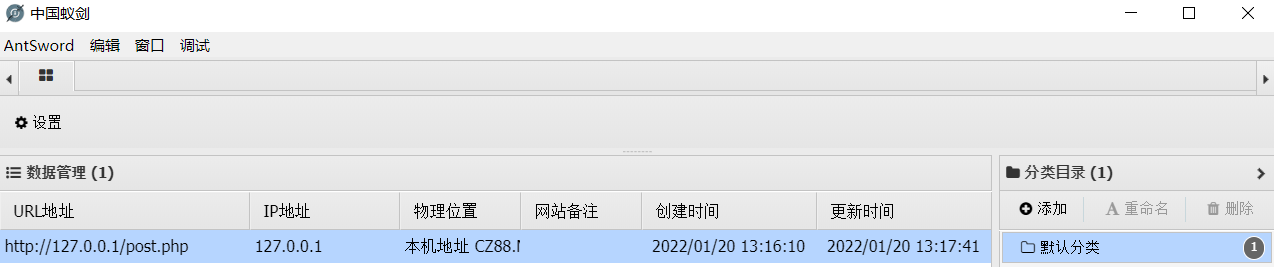 中国蚁剑
AntSword 编辑 窗口 调试
设置
数据管理 (1)
分类目录 (1)
URL地址 IP地址 物理位置 网站备注 创建时间 更新时间
添加 重命名 删除
http://127.0.0.1/post.php 127.0.0.1 本机地址 CZ88.N 2022/01/20 13:16:10 2022/01/20 13:17:41
默认分类 1